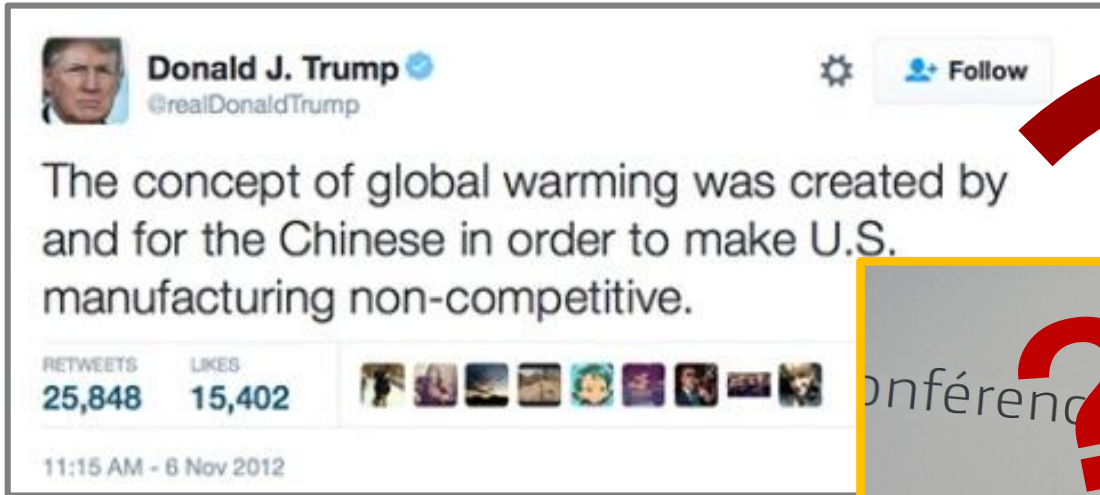 Donald J. Trump
@realDonaldTrump
Follow
The concept of global warming was created by
and for the Chinese in order to make U.S.
manufacturing non-competitive.
RETWEETS LIKES
25,848 15,402
11:15 AM - 6 Nov 2012
onférenc
?